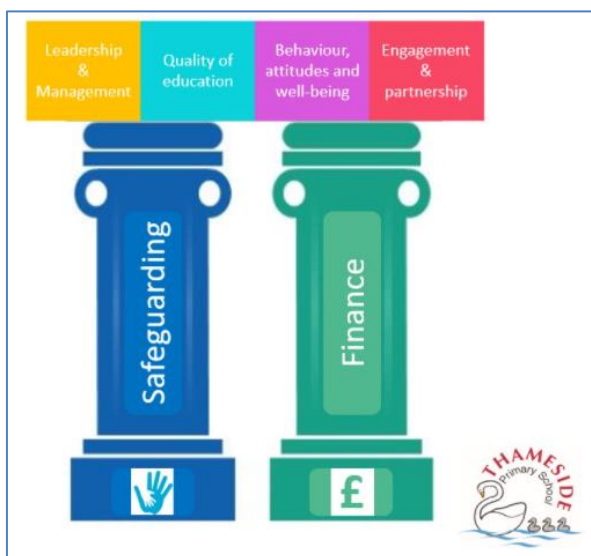 Leadership
&
Management
Quality of
education
Behaviour,
attitudes and
well-being
Engagement
&
partnership
Safeguarding
Finance
£
THAMESIDE
Primary School